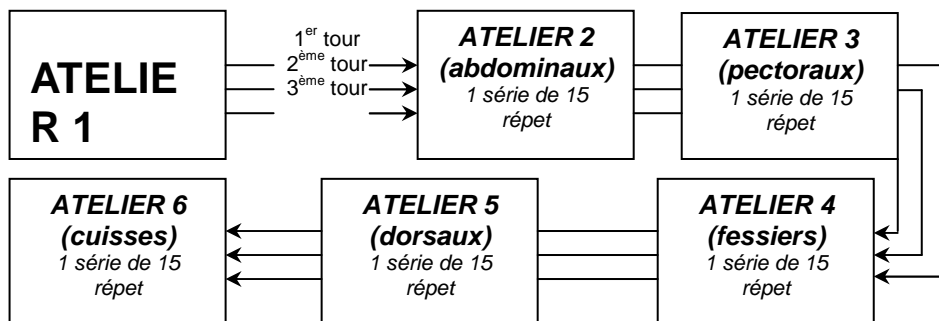 ATELIE
R 1
1er tour
2ème tour
3ème tour
ATELIER 2
(abdominaux)
1 série de 15
répet
ATELIER 3
(pectoraux)
1 série de 15
répet
ATELIER 6
(cuisses)
1 série de 15
répet
ATELIER 5
(dorsaux)
1 série de 15
répet
ATELIER 4
(fessiers)
1 série de 15
répet